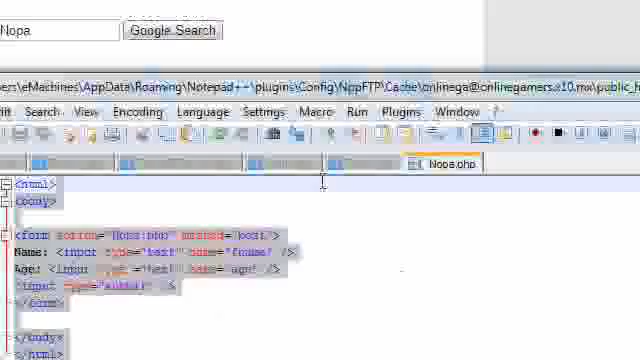 Nopa Google Search
ers\eMachines\AppData\Roaming\Notepad++\plugins\Config\NppFTP\Cache\onlinega@onlinegamers.s10.mx\public_h
dit Search View Encoding Language Settings Macro Run Plugins Window ?
Nopa.php
<html>
<body>
<form action="Nopa.php" method="post">
Name: <input type="text" name="fname" />
Age: <input type="text" name="age" />
<input type="submit" />
</form>
</body>
</html>